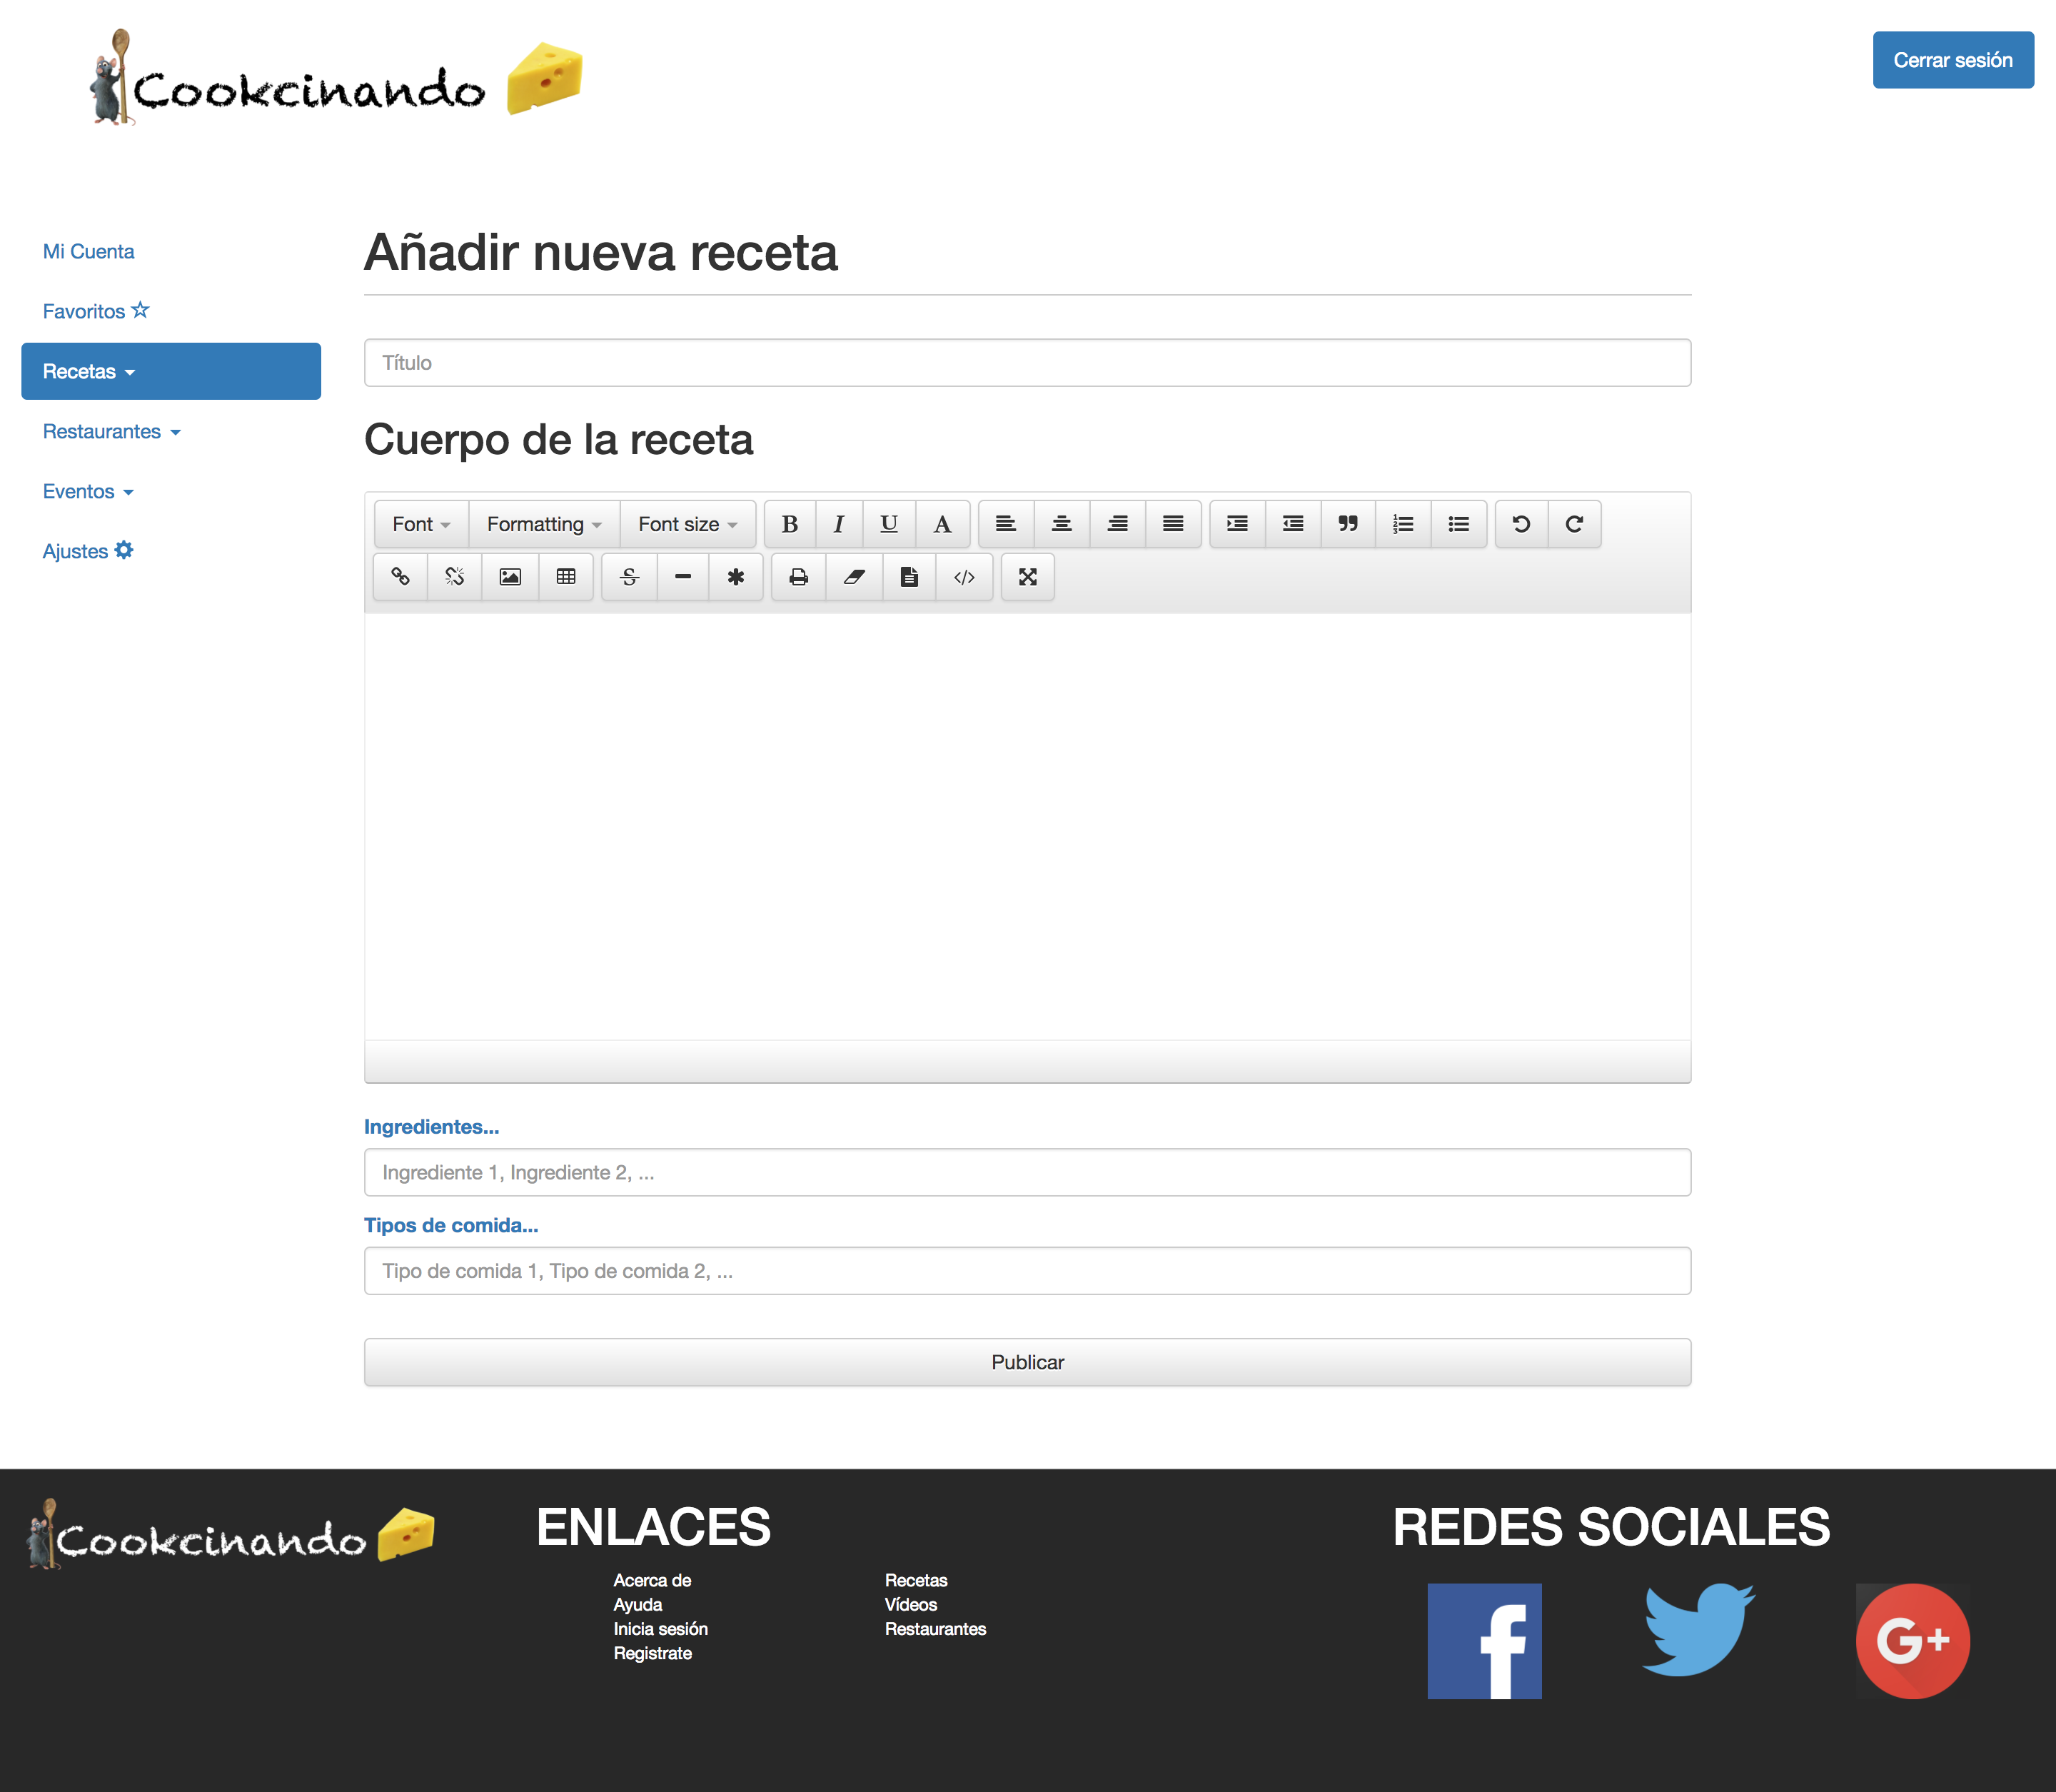 Cookcinando
Cerrar sesión
Mi Cuenta
Favoritos
Recetas
Restaurantes
Eventos
Ajustes
Añadir nueva receta
Título
Cuerpo de la receta
Font Formatting Font size B I U A
S
Ingredientes...
Ingrediente 1, Ingrediente 2, ...
Tipos de comida...
Tipo de comida 1, Tipo de comida 2, ...
Publicar
Cookcinando
ENLACES
Acerca de
Ayuda
Inicia sesión
Registrate
Recetas
Vídeos
Restaurantes
REDES SOCIALES
f
G+